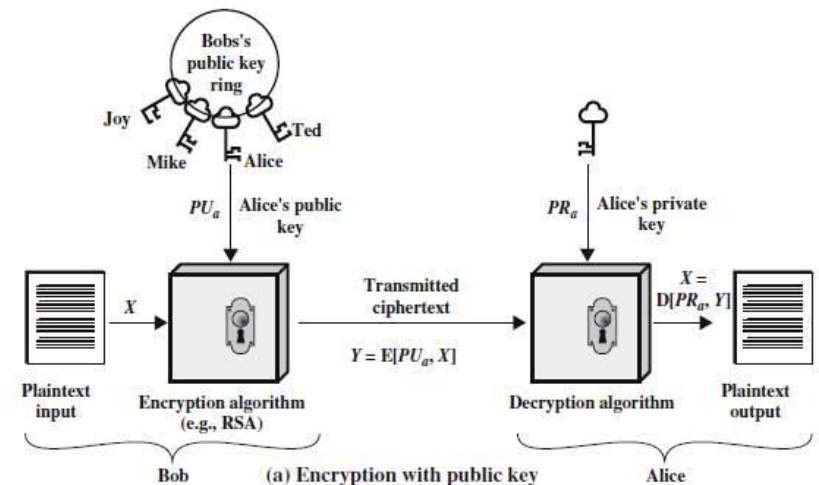 Bobs's
public key
ring
Joy
Ted
Mike
Alice
PUa
Alice's public
key
PRa
Alice's private
key
X
Transmitted
ciphertext
X =
D[PRa, Y]
Y = E[PUa, X]
Plaintext
input
Encryption algorithm
(e.g., RSA)
Decryption algorithm
Plaintext
output
Bob
(a) Encryption with public key
Alice